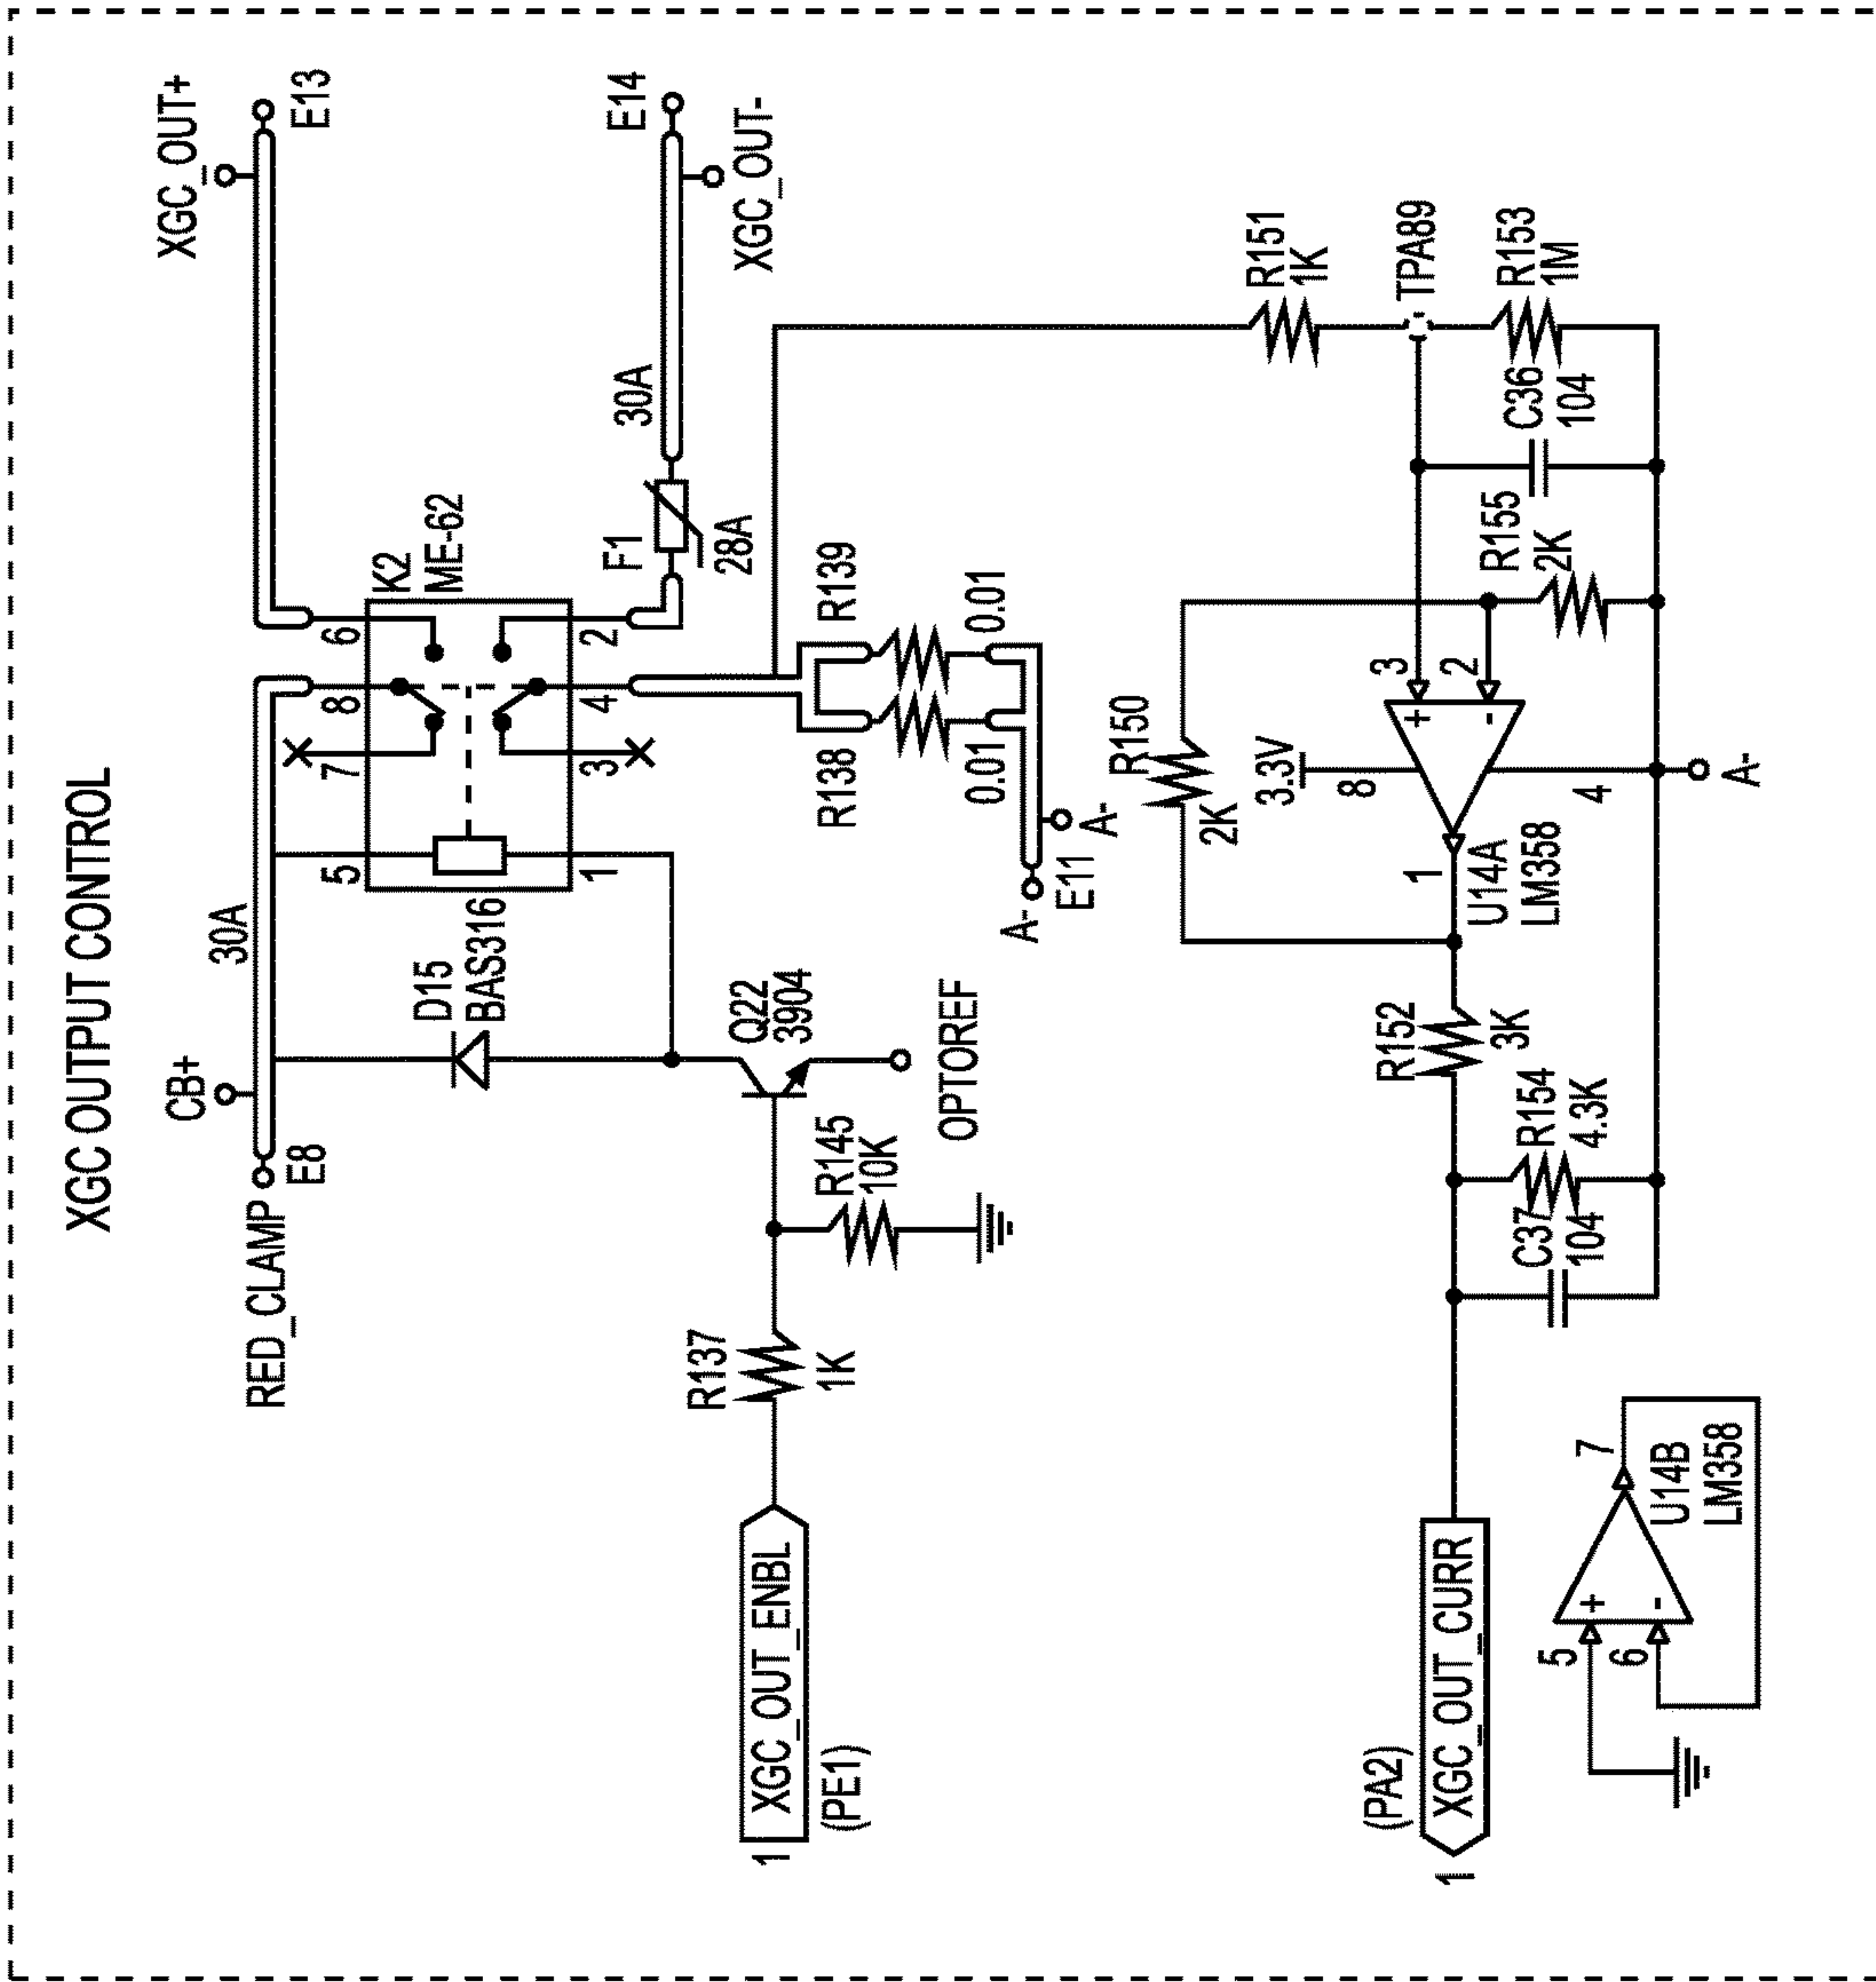 XGC OUTPUT CONTROL
XGC_OUT+
E13
CB+
30A
RED_CLAMP
E8
K2
ME-62
6
8
7
5
2
4
3
1
E14
XGC_OUT-
30A
F1
28A
D15
BAS316
Q22
3904
OPTOREF
R145
10K
R137
1K
1
XGC_OUT_ENBL
(PE1)
R139
0.01
R138
0.01
A-
E11
A-
R151
1K
TPA89
R153
1M
C36
104
R155
2K
R150
2K
3.3V
8
3
2
+
-
4
A-
1
U14A
LM358
R152
3K
R154
4.3K
C37
104
(PA2)
1
XGC_OUT_CURR
5
6
+
-
7
U14B
LM358